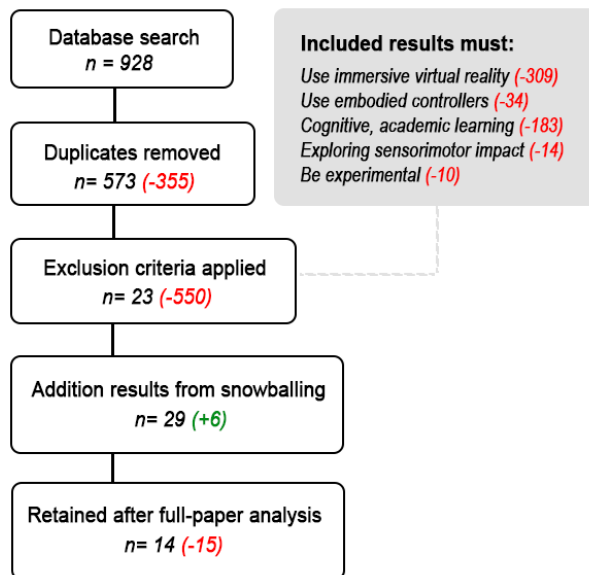 Database search
n = 928
Duplicates removed
n= 573 (-355)
Exclusion criteria applied
n= 23 (-550)
Addition results from snowballing
n= 29 (+6)
Retained after full-paper analysis
n= 14 (-15)
Included results must:
Use immersive virtual reality (-309)
Use embodied controllers (-34)
Cognitive, academic learning (-183)
Exploring sensorimotor impact (-14)
Be experimental (-10)